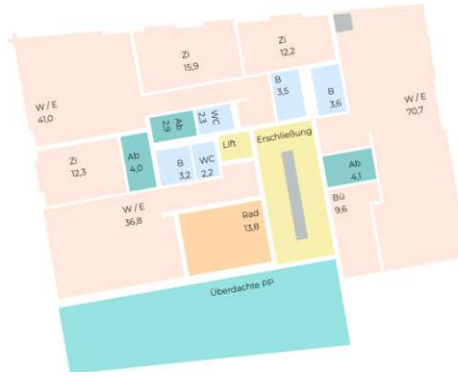 Zi
12,2
Zi
15,9
W / E
41,0
B
3,5
B
3,6
W / E
70,7
Ab
2,9
WC
2,3
Lift
Erschließung
Zi
12,3
Ab
4,0
B
3,2
WC
2,2
Ab
4,1
Bü
9,6
W / E
36,8
Rad
13,8
Überdachte PP